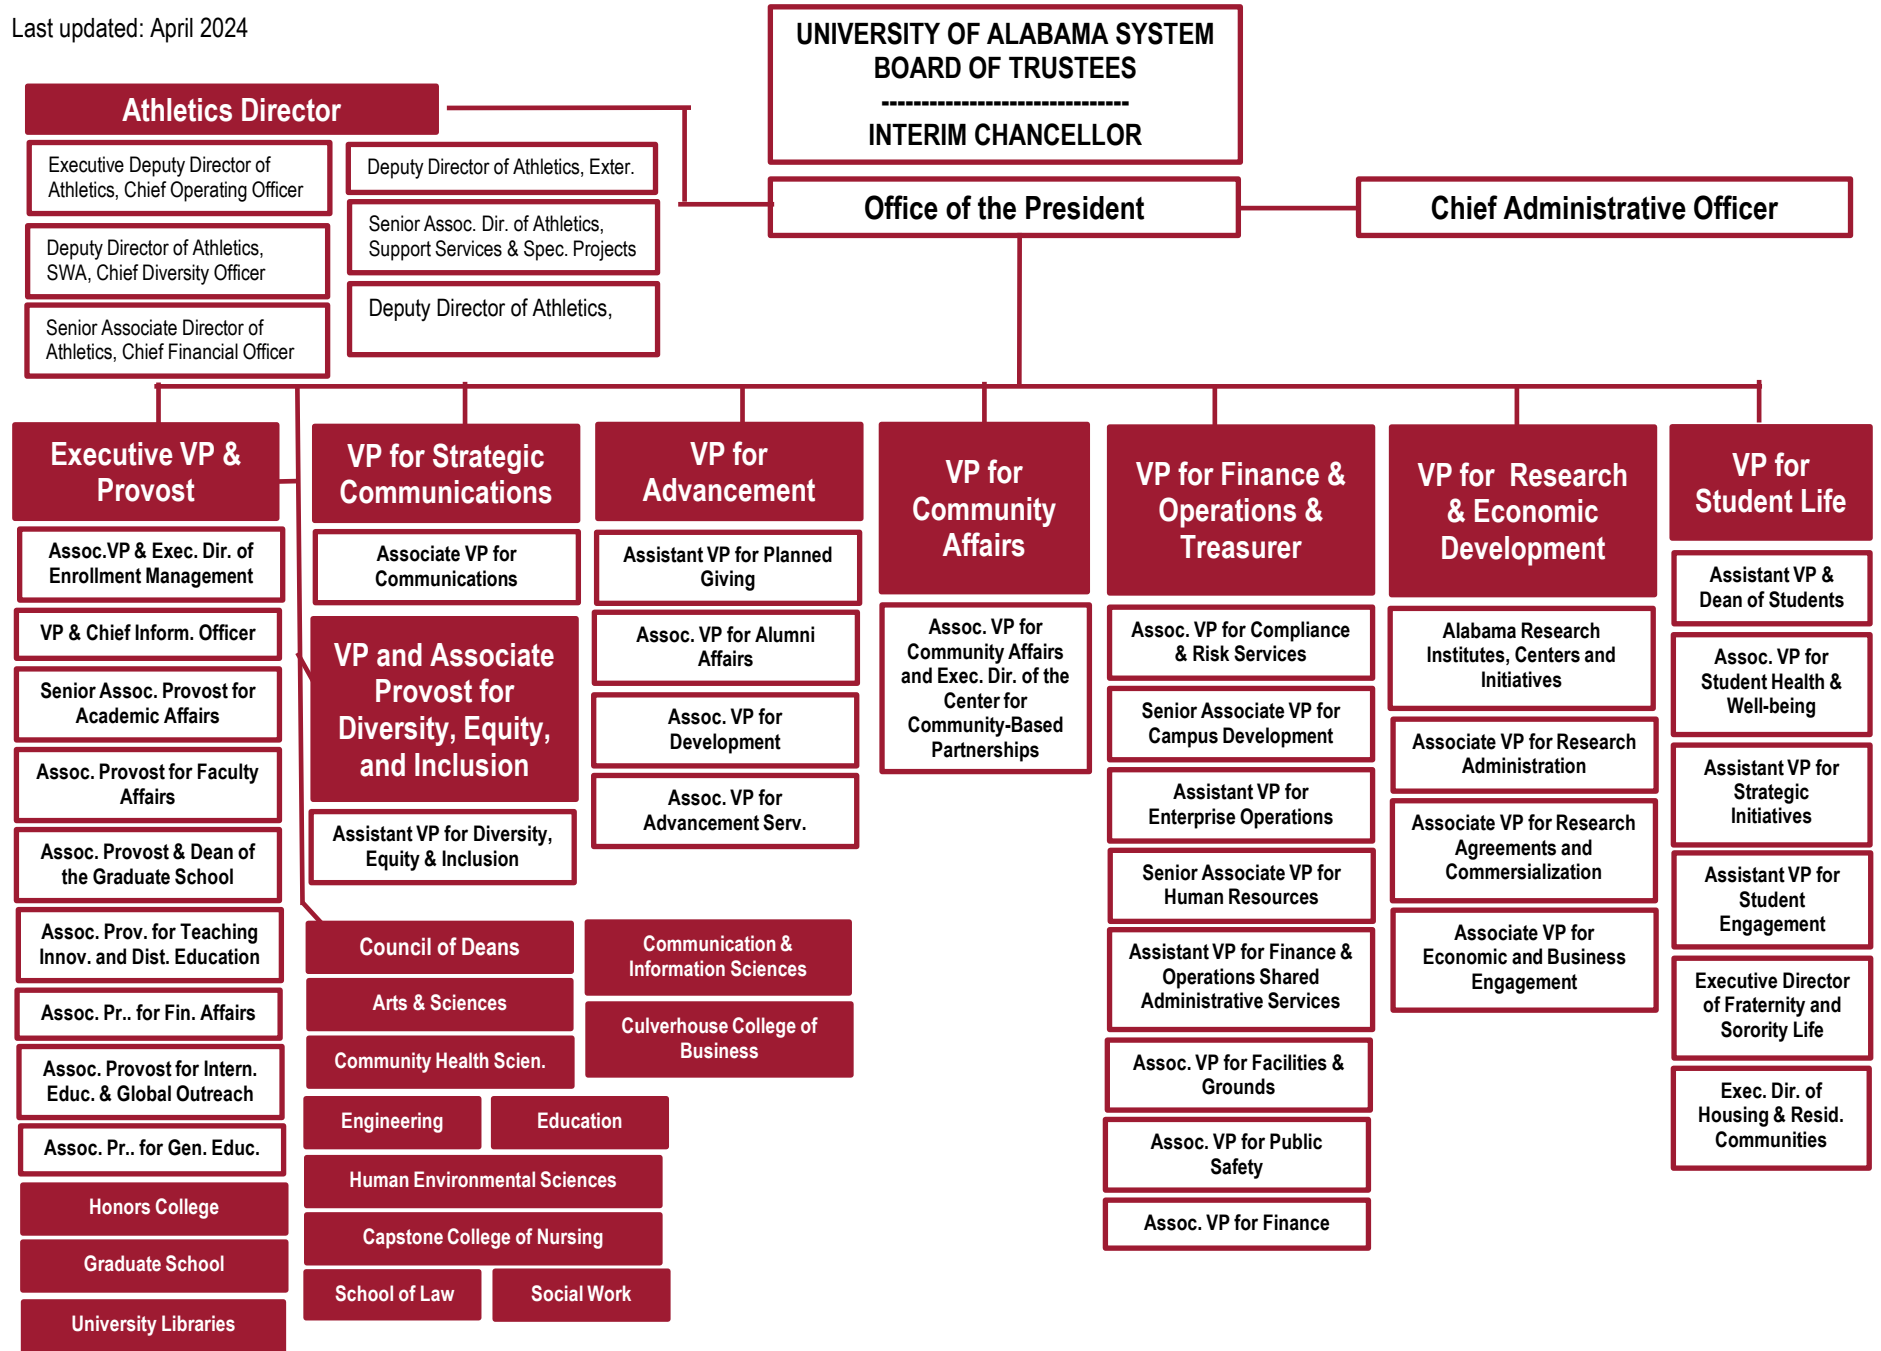 Last updated: April 2024
UNIVERSITY OF ALABAMA SYSTEM
BOARD OF TRUSTEES
-------------------------------
INTERIM CHANCELLOR
Athletics Director
Executive Deputy Director of
Athletics, Chief Operating Officer
Deputy Director of Athletics,
SWA, Chief Diversity Officer
Senior Associate Director of
Athletics, Chief Financial Officer
Deputy Director of Athletics, Exter.
Senior Assoc. Dir. of Athletics,
Support Services & Spec. Projects
Deputy Director of Athletics,
Office of the President
Chief Administrative Officer
Executive VP &
Provost
Assoc.VP & Exec. Dir. of
Enrollment Management
VP & Chief Inform. Officer
Senior Assoc. Provost for
Academic Affairs
Assoc. Provost for Faculty
Affairs
Assoc. Provost & Dean of
the Graduate School
Assoc. Prov. for Teaching
Innov. and Dist. Education
Assoc. Pr.. for Fin. Affairs
Assoc. Provost for Intern.
Educ. & Global Outreach
Assoc. Pr.. for Gen. Educ.
Honors College
Graduate School
University Libraries
VP for Strategic
Communications
Associate VP for
Communications
VP and Associate
Provost for
Diversity, Equity,
and Inclusion
Assistant VP for Diversity,
Equity & Inclusion
Council of Deans
Arts & Sciences
Community Health Scien.
Communication &
Information Sciences
Culverhouse College of
Business
Engineering
Education
Human Environmental Sciences
Capstone College of Nursing
School of Law
Social Work
VP for
Advancement
Assistant VP for Planned
Giving
Assoc. VP for Alumni
Affairs
Assoc. VP for
Development
Assoc. VP for
Advancement Serv.
VP for
Community
Affairs
Assoc. VP for
Community Affairs
and Exec. Dir. of the
Center for
Community-Based
Partnerships
VP for Finance &
Operations &
Treasurer
Assoc. VP for Compliance
& Risk Services
Senior Associate VP for
Campus Development
Assistant VP for
Enterprise Operations
Senior Associate VP for
Human Resources
Assistant VP for Finance &
Operations Shared
Administrative Services
Assoc. VP for Facilities &
Grounds
Assoc. VP for Public
Safety
Assoc. VP for Finance
VP for Research
& Economic
Development
Alabama Research
Institutes, Centers and
Initiatives
Associate VP for Research
Administration
Associate VP for Research
Agreements and
Commersialization
Associate VP for
Economic and Business
Engagement
VP for
Student Life
Assistant VP &
Dean of Students
Assoc. VP for
Student Health &
Well-being
Assistant VP for
Strategic
Initiatives
Assistant VP for
Student
Engagement
Executive Director
of Fraternity and
Sorority Life
Exec. Dir. of
Housing & Resid.
Communities